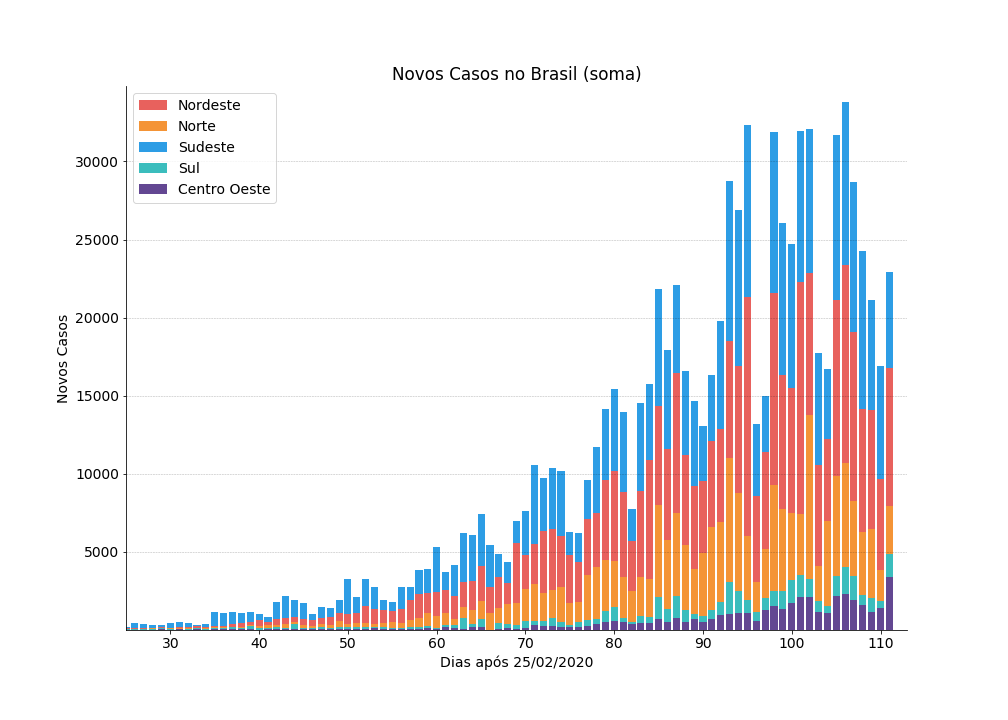 Novos Casos no Brasil (soma)
Nordeste
Norte
Sudeste
Sul
Centro Oeste
Novos Casos
30000
25000
20000
15000
10000
5000
30 40 50 60 70 80 90 100 110
Dias após 25/02/2020